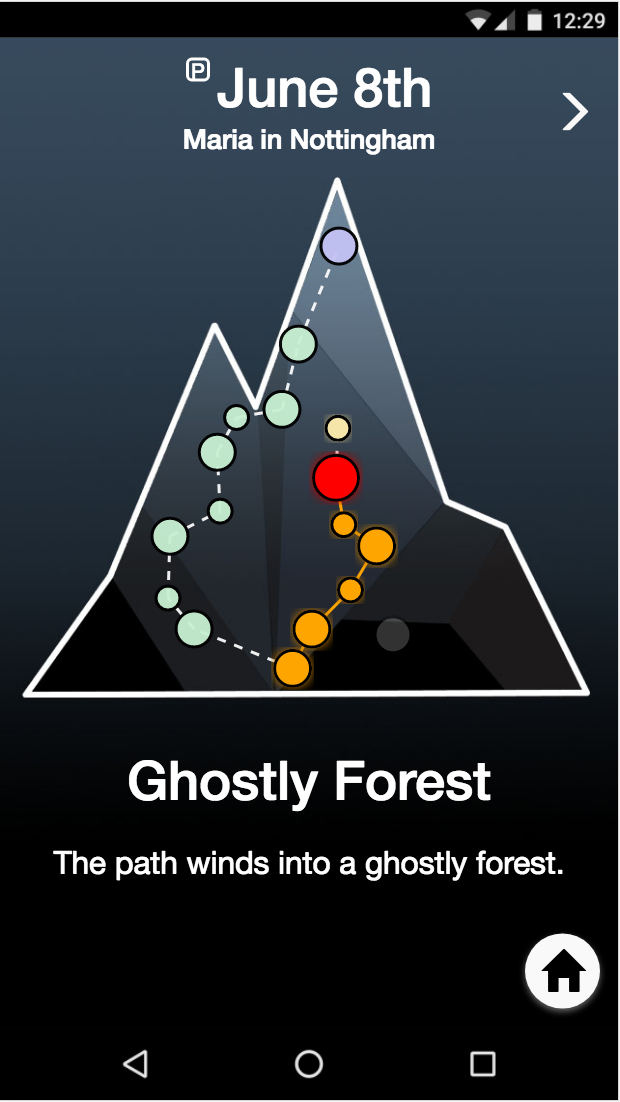 12:29
P June 8th
Maria in Nottingham
Ghostly Forest
The path winds into a ghostly forest.